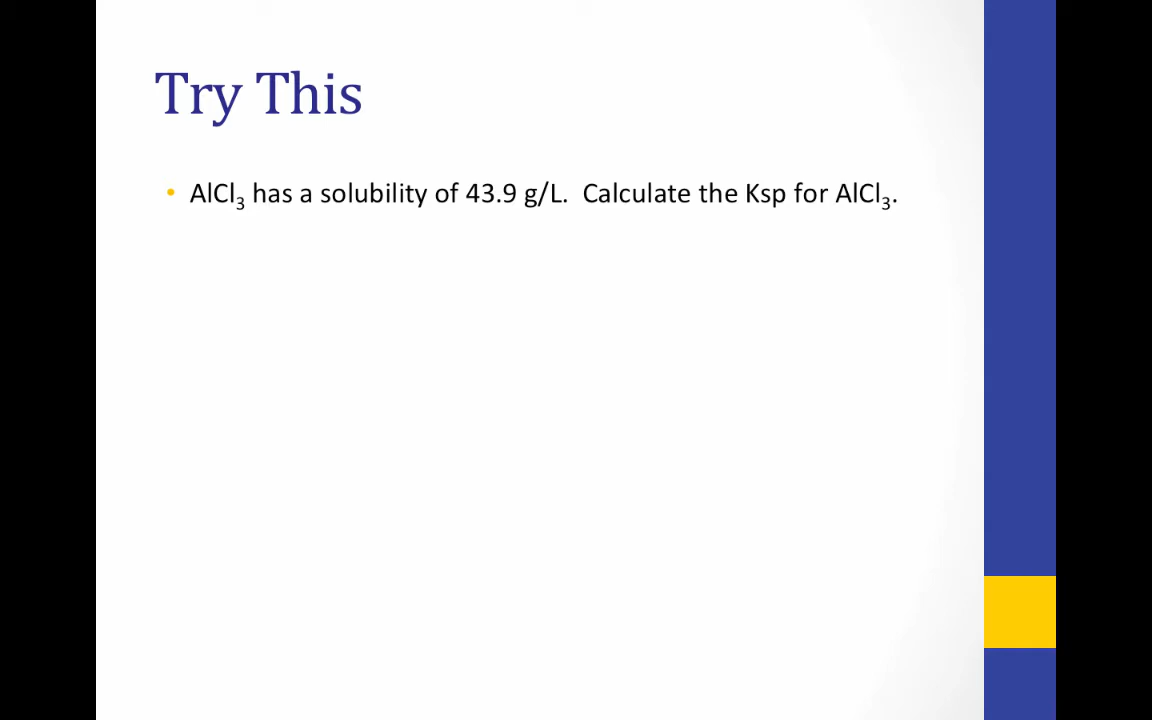 Try This
• AlCl₃ has a solubility of 43.9 g/L.  Calculate the Ksp for AlCl₃.